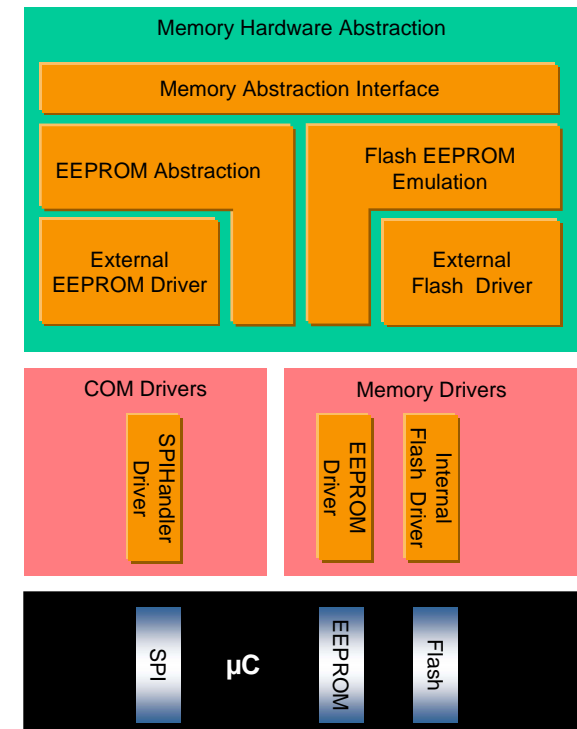 Memory Hardware Abstraction
Memory Abstraction Interface
EEPROM Abstraction
Flash EEPROM
Emulation
External
EEPROM Driver
External
Flash Driver
COM Drivers
Memory Drivers
SPIHandler
Driver
EEPROM
Driver
Internal
Flash Driver
SPI
µC
EEPROM
Flash